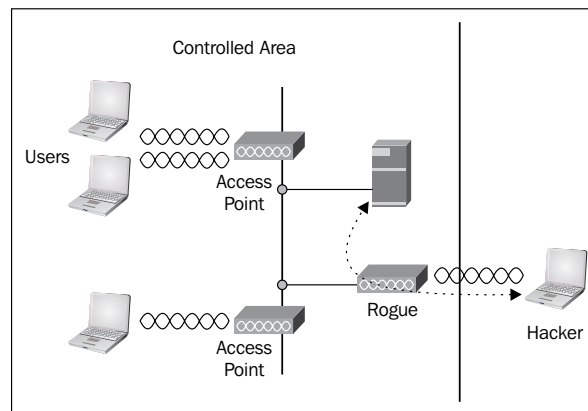 Controlled Area
Users
Access
Point
Access
Point
Rogue
Hacker